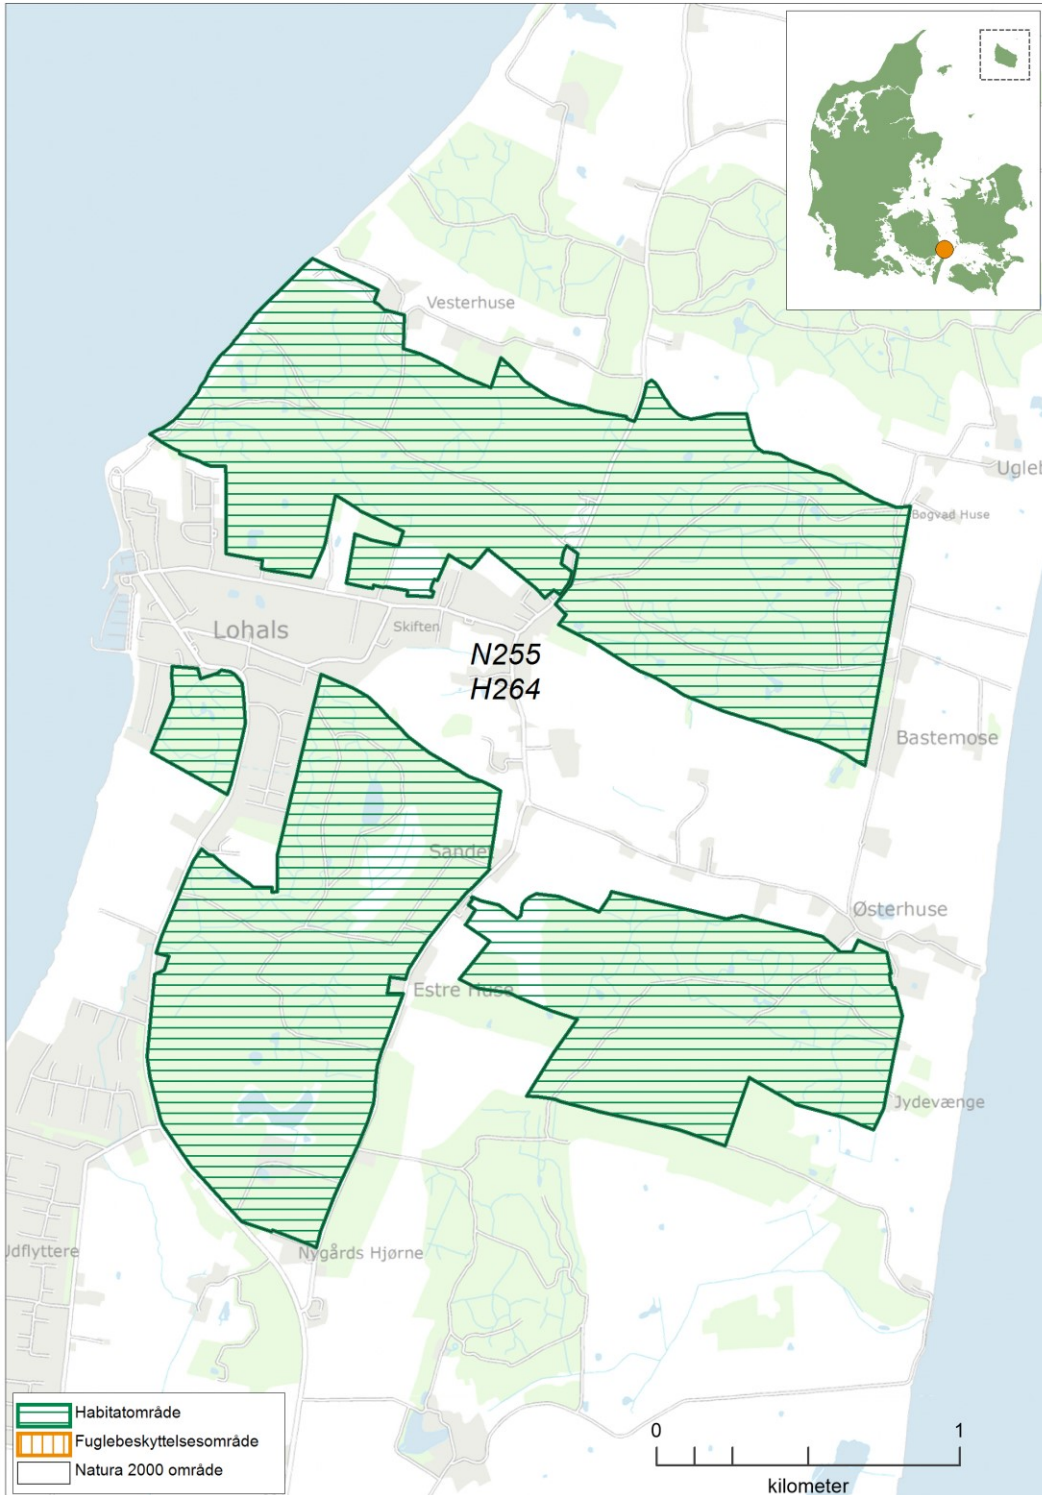 Vesterhuse
Ugleb
Bøgvad Huse
Lohals
Skiften
N255
H264
Bastemose
Sande
Østerhuse
Estre Huse
Jydevænge
Udflyttere
Nygårds Hjørne
Habitatområde
Fuglebeskyttelsesområde
Natura 2000 område
0 1
kilometer